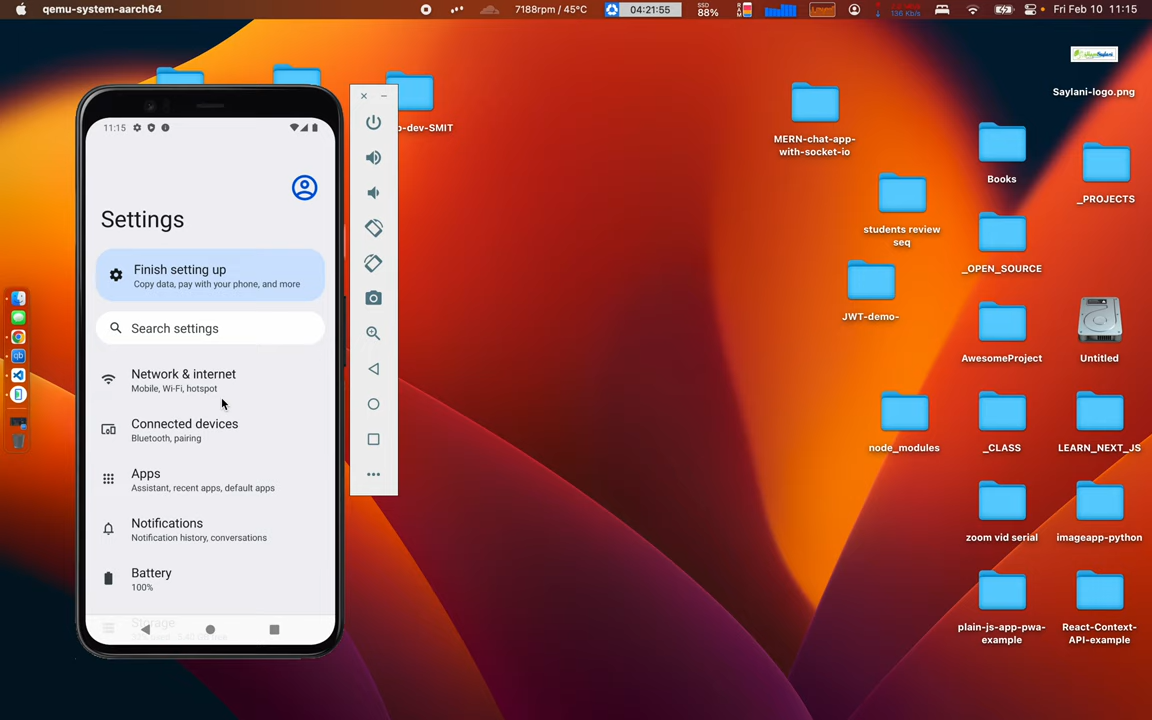 qemu-system-aarch64
7188rpm / 45°C
04:21:55
SSD
88%
136 Kb/s
Fri Feb 10 11:15
Saylani-logo.png
b-dev-SMIT
MERN-chat-app-
with-socket-io
Books
_PROJECTS
students review
seq
_OPEN_SOURCE
JWT-demo-
AwesomeProject
Untitled
node_modules
_CLASS
LEARN_NEXT_JS
zoom vid serial
imageapp-python
plain-js-app-pwa-
example
React-Context-
API-example
11:15
Settings
Finish setting up
Copy data, pay with your phone, and more
Search settings
Network & internet
Mobile, Wi-Fi, hotspot
Connected devices
Bluetooth, pairing
Apps
Assistant, recent apps, default apps
Notifications
Notification history, conversations
Battery
100%
Storage